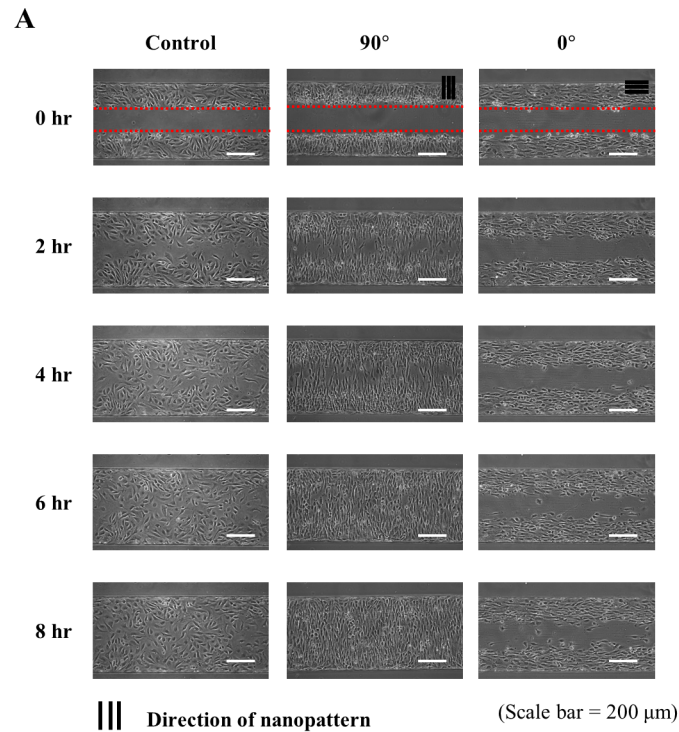 A
Control 90° 0°
0 hr
2 hr
4 hr
6 hr
8 hr
Direction of nanopattern
(Scale bar = 200 μm)